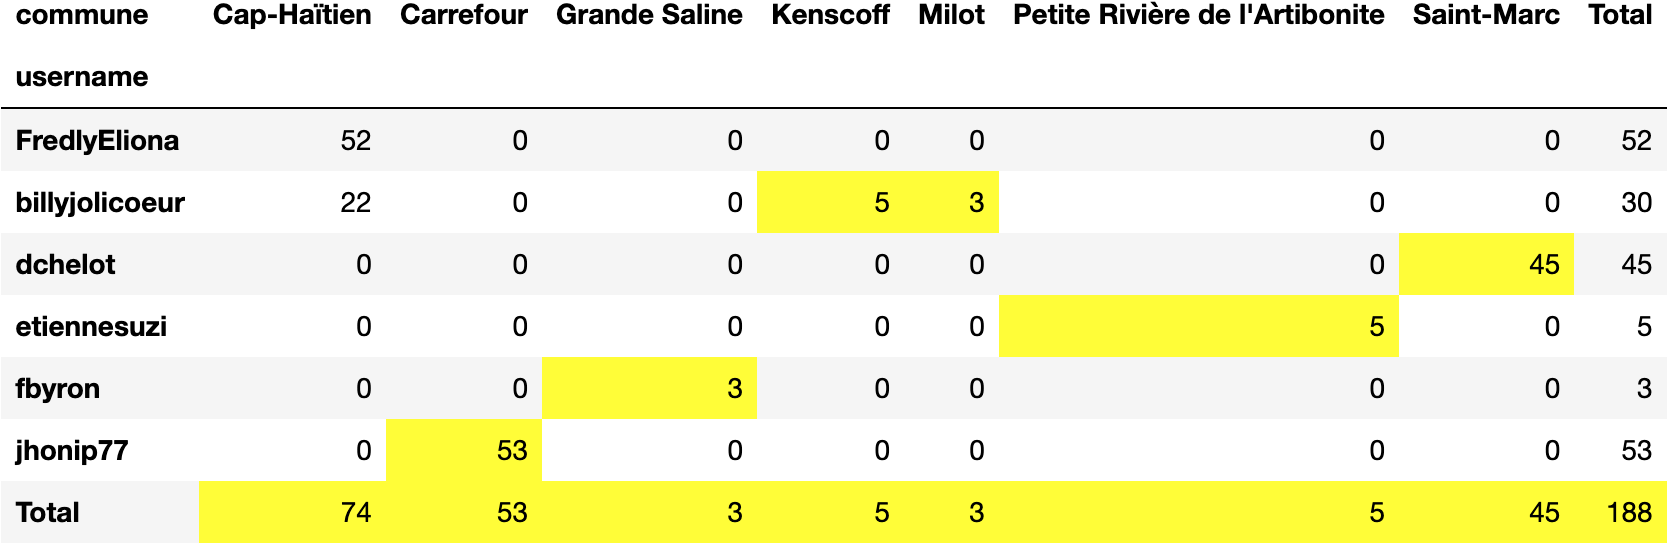 commune Cap-Haïtien Carrefour Grande Saline Kenscoff Milot Petite Rivière de l'Artibonite Saint-Marc Total
username
FredlyEliona 52 0 0 0 0 0 0 52
billyjolicoeur 22 0 0 5 3 0 0 30
dchelot 0 0 0 0 0 0 45 45
etiennesuzi 0 0 0 0 0 5 0 5
fbyron 0 0 3 0 0 0 0 3
jhonip77 0 53 0 0 0 0 0 53
Total 74 53 3 5 3 5 45 188